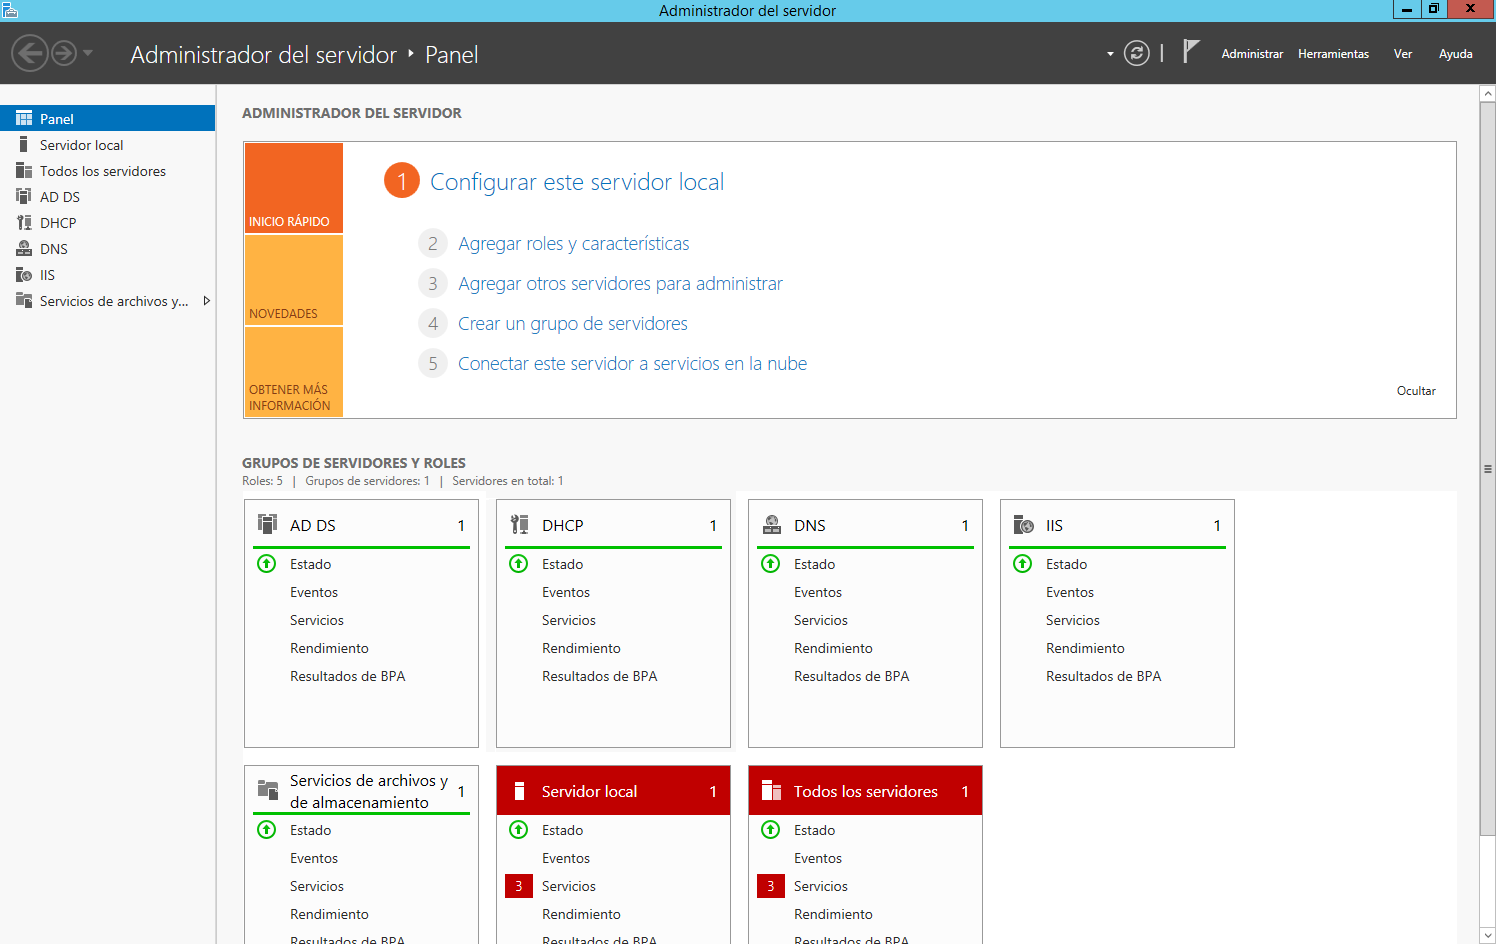 Administrador del servidor
Administrador del servidor ‣ Panel
Administrar Herramientas Ver Ayuda
Panel
Servidor local
Todos los servidores
AD DS
DHCP
DNS
IIS
Servicios de archivos y...
ADMINISTRADOR DEL SERVIDOR
INICIO RÁPIDO
NOVEDADES
OBTENER MÁS
INFORMACIÓN
1 Configurar este servidor local
2 Agregar roles y características
3 Agregar otros servidores para administrar
4 Crear un grupo de servidores
5 Conectar este servidor a servicios en la nube
Ocultar
GRUPOS DE SERVIDORES Y ROLES
Roles: 5 | Grupos de servidores: 1 | Servidores en total: 1
AD DS 1
Estado
Eventos
Servicios
Rendimiento
Resultados de BPA
DHCP 1
Estado
Eventos
Servicios
Rendimiento
Resultados de BPA
DNS 1
Estado
Eventos
Servicios
Rendimiento
Resultados de BPA
IIS 1
Estado
Eventos
Servicios
Rendimiento
Resultados de BPA
Servicios de archivos y
de almacenamiento 1
Estado
Eventos
Servicios
Rendimiento
Resultados de BPA
Servidor local 1
Estado
Eventos
3 Servicios
Rendimiento
Resultados de BPA
Todos los servidores 1
Estado
Eventos
3 Servicios
Rendimiento
Resultados de BPA